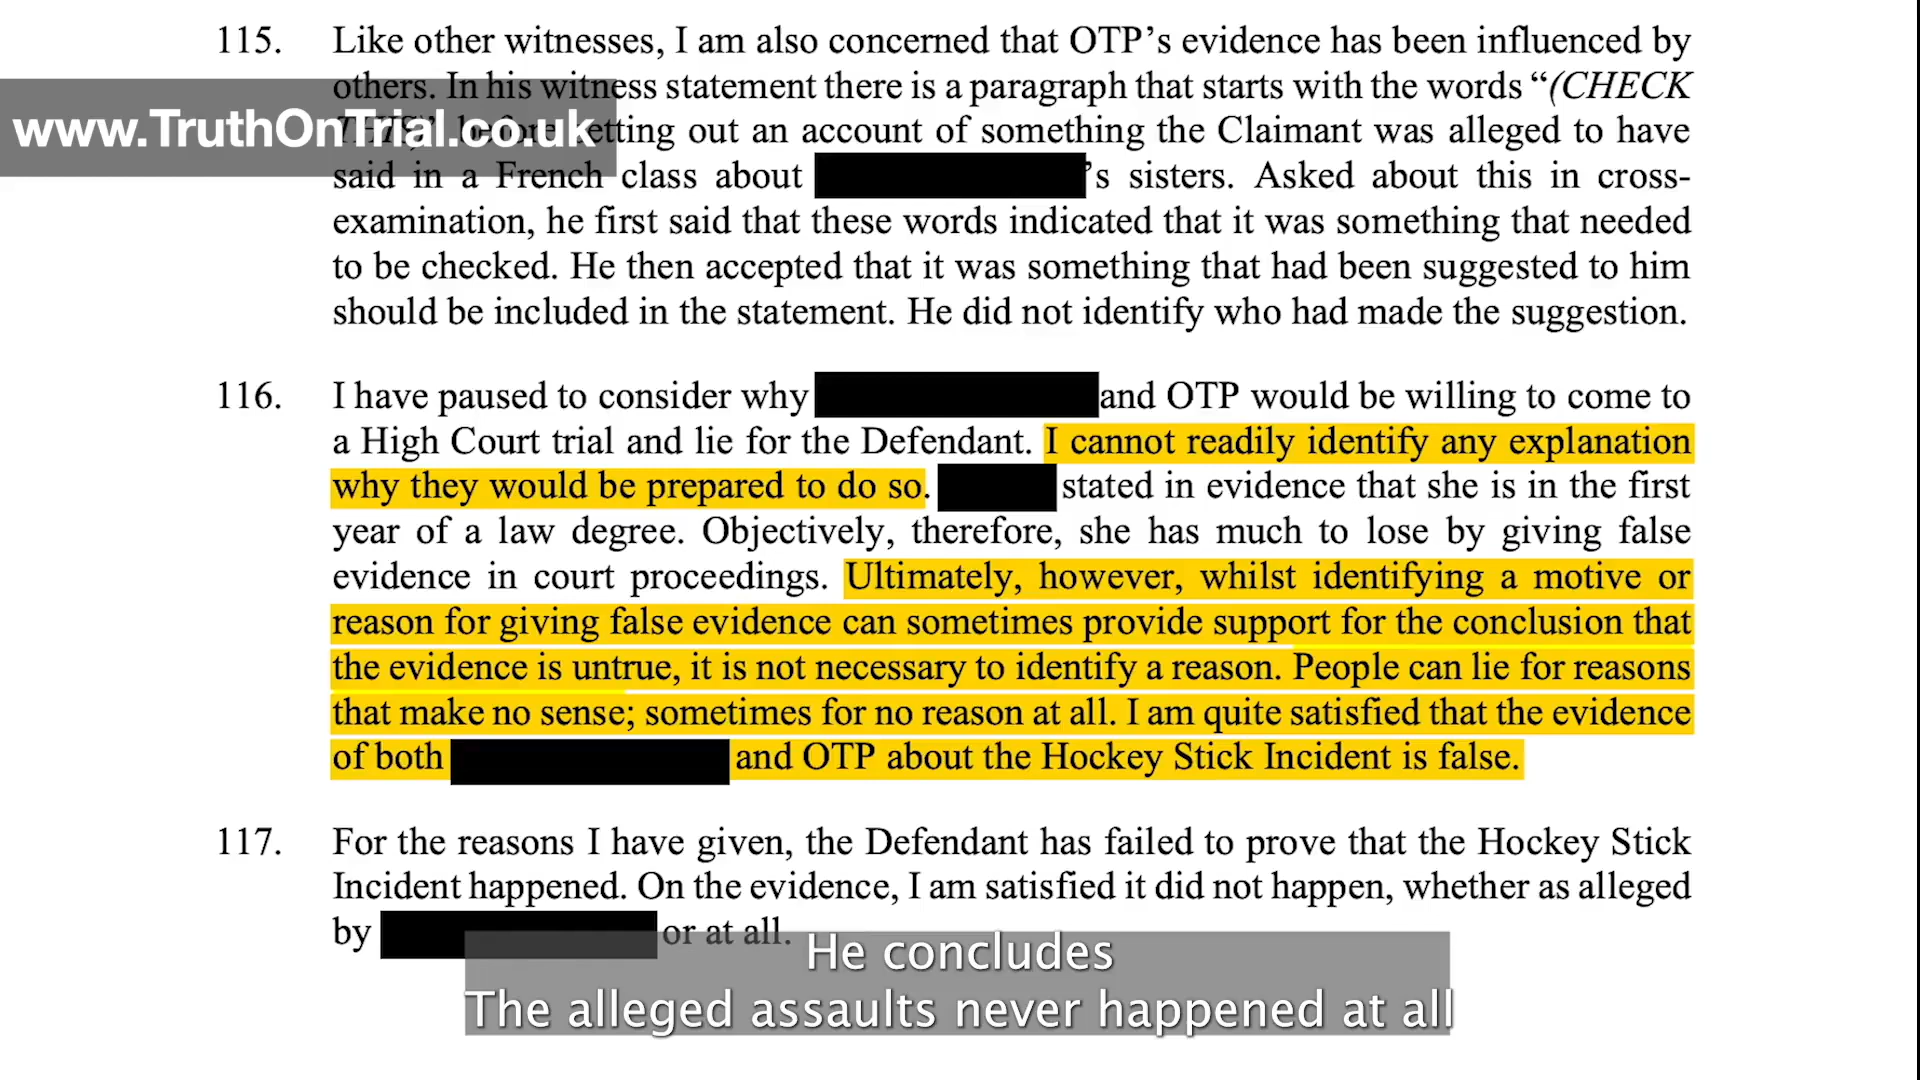 115. Like other witnesses, I am also concerned that OTP’s evidence has been influenced by
others. In his witness statement there is a paragraph that starts with the words “(CHECK
www.TruthOnTrial.co.uk
THIS)” before setting out an account of something the Claimant was alleged to have
said in a French class about ’s sisters. Asked about this in cross-
examination, he first said that these words indicated that it was something that needed
to be checked. He then accepted that it was something that had been suggested to him
should be included in the statement. He did not identify who had made the suggestion.
116. I have paused to consider why and OTP would be willing to come to
a High Court trial and lie for the Defendant. I cannot readily identify any explanation
why they would be prepared to do so. stated in evidence that she is in the first
year of a law degree. Objectively, therefore, she has much to lose by giving false
evidence in court proceedings. Ultimately, however, whilst identifying a motive or
reason for giving false evidence can sometimes provide support for the conclusion that
the evidence is untrue, it is not necessary to identify a reason. People can lie for reasons
that make no sense; sometimes for no reason at all. I am quite satisfied that the evidence
of both and OTP about the Hockey Stick Incident is false.
117. For the reasons I have given, the Defendant has failed to prove that the Hockey Stick
Incident happened. On the evidence, I am satisfied it did not happen, whether as alleged
by or at all.
He concludes
The alleged assaults never happened at all